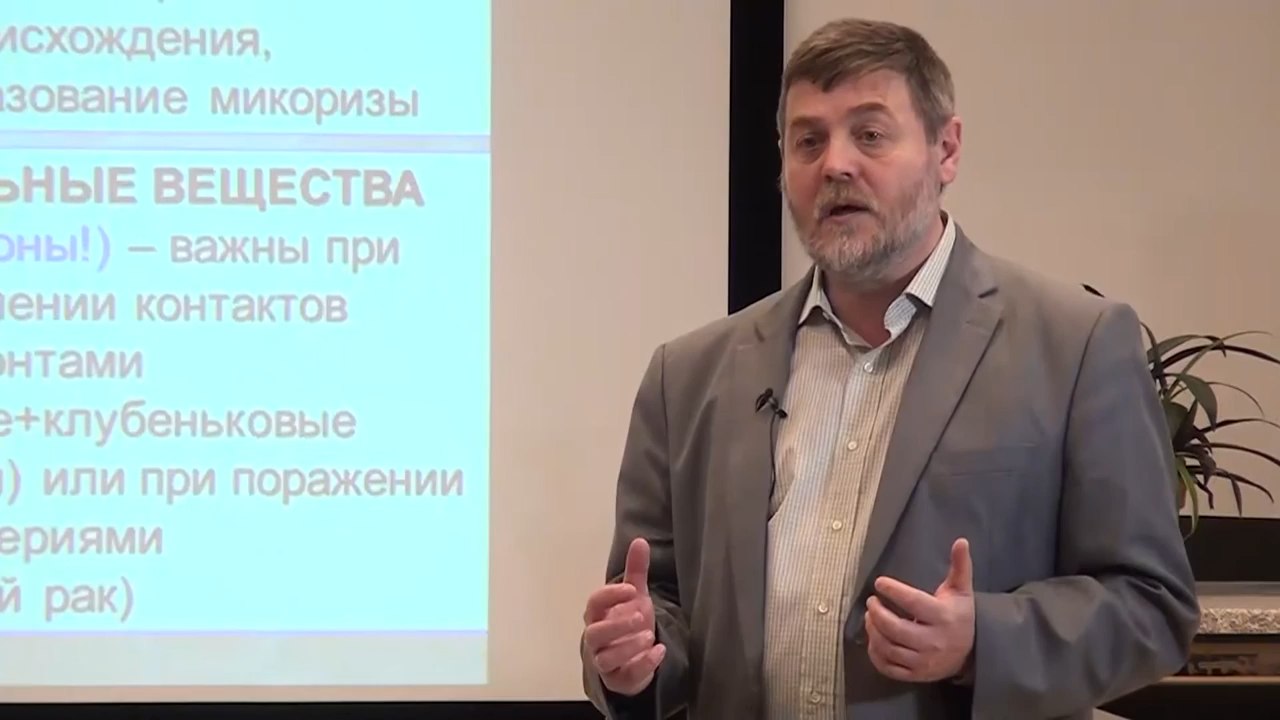 исхождения,
азование микоризы
ЬНЫЕ ВЕЩЕСТВА
оны!) – важны при
ении контактов
онтами
е+клубеньковые
) или при поражении
ериями
й рак)